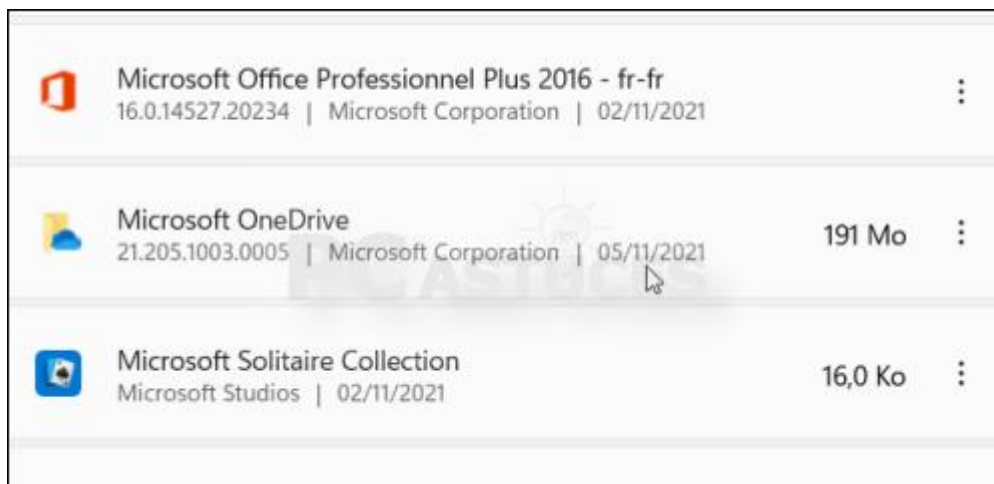 Microsoft Office Professionnel Plus 2016 - fr-fr
16.0.14527.20234 | Microsoft Corporation | 02/11/2021
Microsoft OneDrive
21.205.1003.0005 | Microsoft Corporation | 05/11/2021
191 Mo
PC ASTUCES
Microsoft Solitaire Collection
Microsoft Studios | 02/11/2021
16,0 Ko